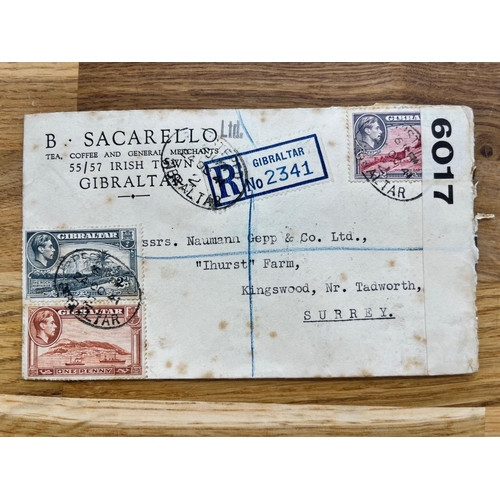 B. SACARELLO Ltd.
TEA, COFFEE AND GENERAL MERCHANTS
55/57 IRISH TOWN
GIBRALTAR
R
GIBRALTAR
No 2341
GIBRALTAR
6017
GIBRALTAR
GIBRALTAR
ONE PENNY
ssrs. Naumann Gepp & Co. Ltd.,
"Ihurst" Farm,
Kingswood, Nr. Tadworth,
SURREY.